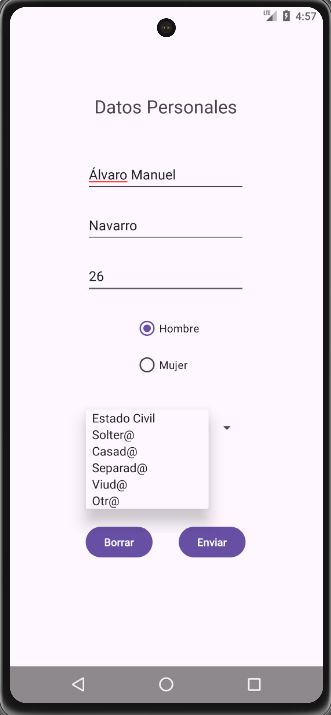 LTE 4:57
Datos Personales
Álvaro Manuel
Navarro
26
Hombre
Mujer
Estado Civil
Solter@
Casad@
Separad@
Viud@
Otr@
Borrar Enviar